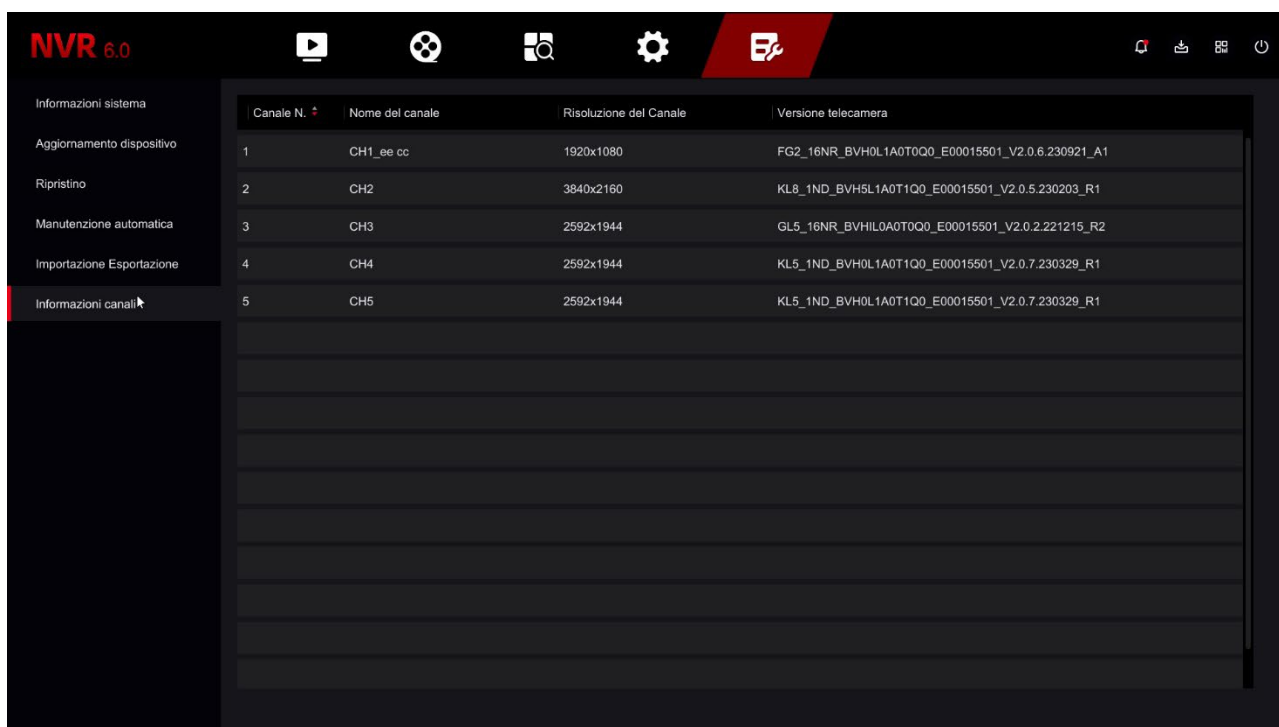 NVR 6.0
Informazioni sistema
Aggiornamento dispositivo
Ripristino
Manutenzione automatica
Importazione Esportazione
Informazioni canali
Canale N. Nome del canale Risoluzione del Canale Versione telecamera
1 CH1_ee cc 1920x1080 FG2_16NR_BVH0L1A0T0Q0_E00015501_V2.0.6.230921_A1
2 CH2 3840x2160 KL8_1ND_BVH5L1A0T1Q0_E00015501_V2.0.5.230203_R1
3 CH3 2592x1944 GL5_16NR_BVHIL0A0T0Q0_E00015501_V2.0.2.221215_R2
4 CH4 2592x1944 KL5_1ND_BVH0L1A0T1Q0_E00015501_V2.0.7.230329_R1
5 CH5 2592x1944 KL5_1ND_BVH0L1A0T1Q0_E00015501_V2.0.7.230329_R1